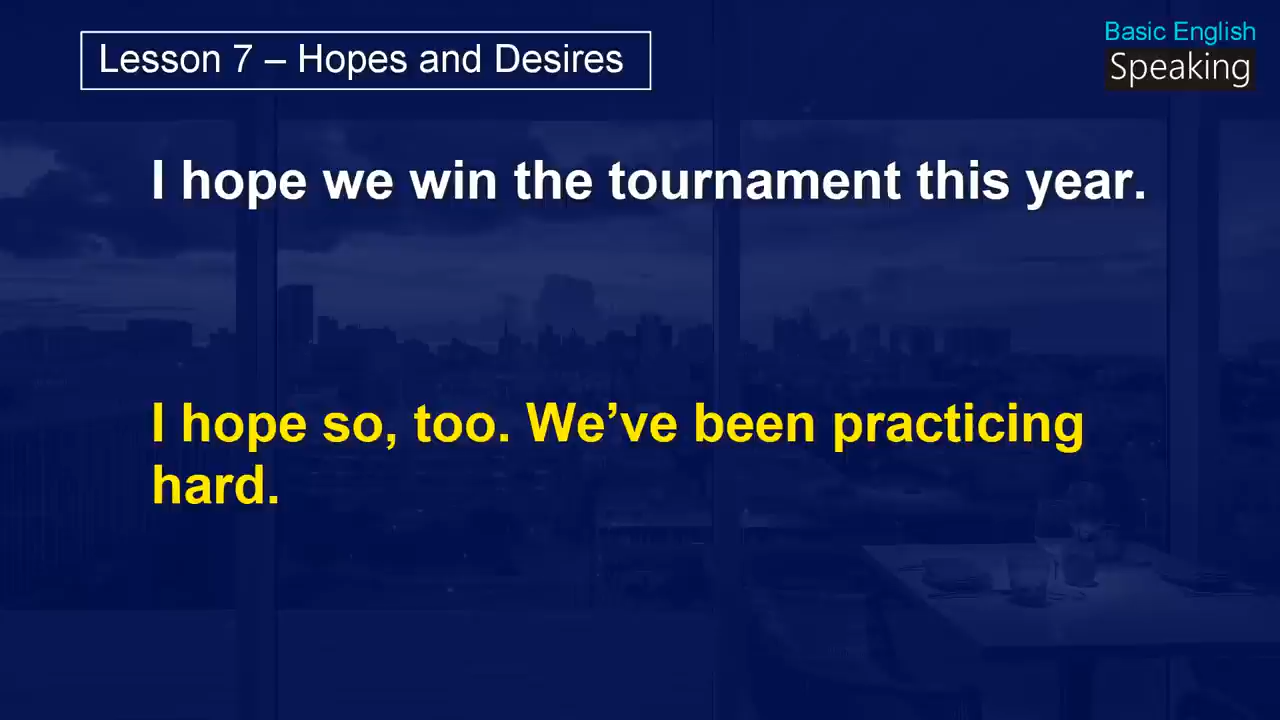 Lesson 7 – Hopes and Desires
Basic English
Speaking
I hope we win the tournament this year.
I hope so, too. We’ve been practicing
hard.